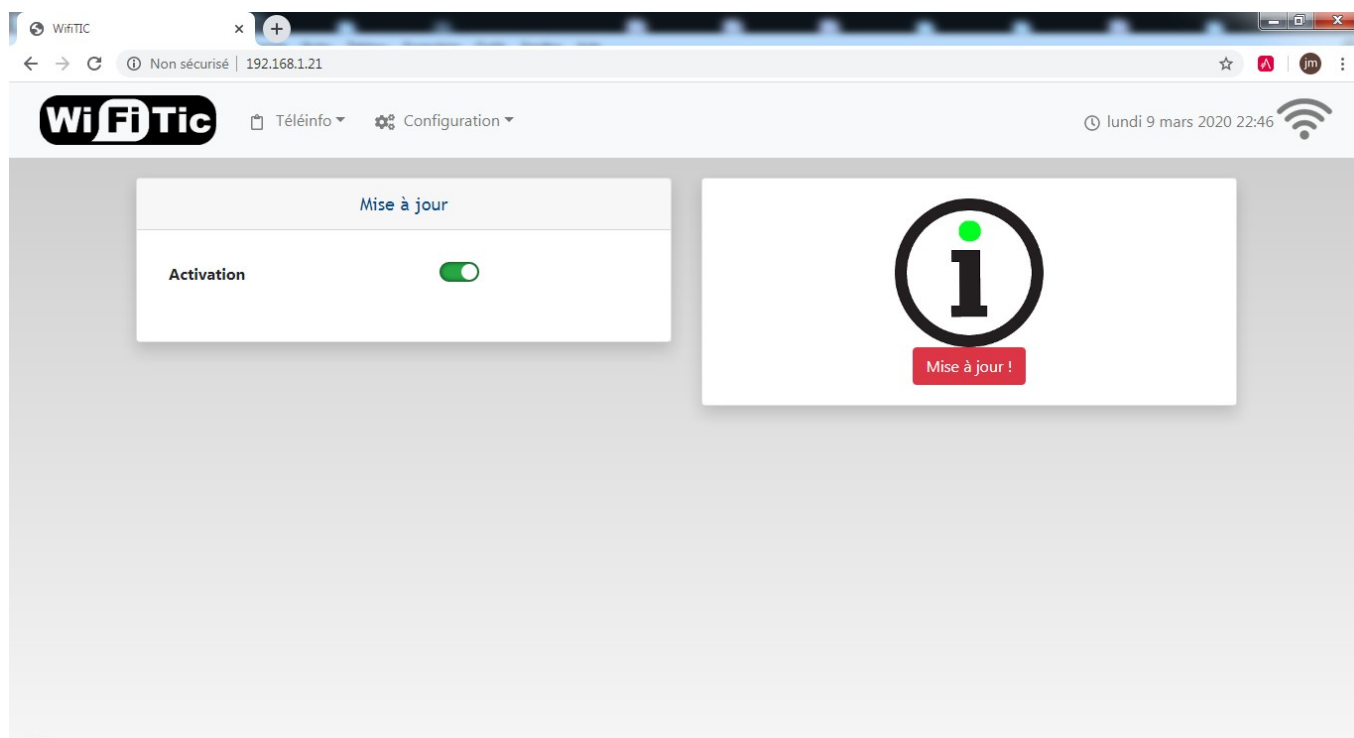 WifiTIC
Non sécurisé | 192.168.1.21
jm
WiFiTic
Téléinfo
Configuration
lundi 9 mars 2020 22:46
Mise à jour
Activation
Mise à jour !